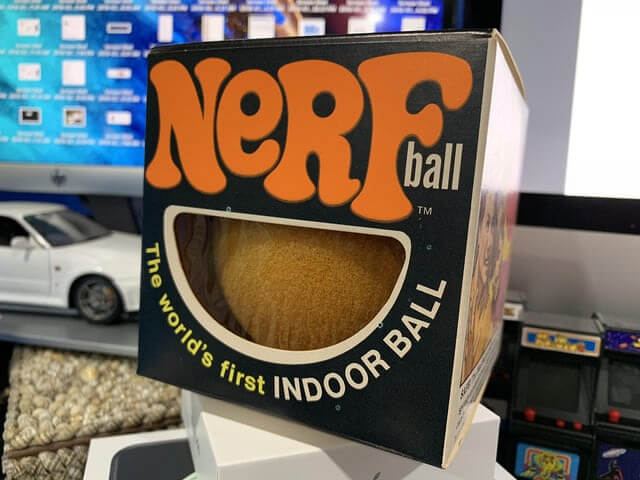 NeRF
ball
TM
The world's first INDOOR BALL